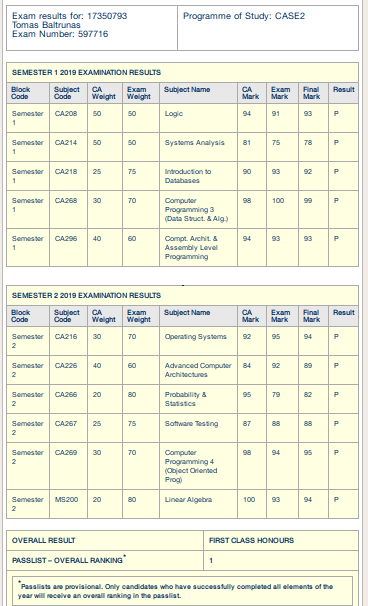 Exam results for: 17350793
Tomas Baltrunas
Exam Number: 597716
Programme of Study: CASE2
SEMESTER 1 2019 EXAMINATION RESULTS
Block Code Subject Code CA Weight Exam Weight Subject Name CA Mark Exam Mark Final Mark Result
Semester 1 CA208 50 50 Logic 94 91 93 P
Semester 1 CA214 50 50 Systems Analysis 81 75 78 P
Semester 1 CA218 25 75 Introduction to Databases 90 93 92 P
Semester 1 CA268 30 70 Computer Programming 3 (Data Struct. & Alg.) 98 100 99 P
Semester 1 CA296 40 60 Compt. Archit. & Assembly Level Programming 94 93 93 P
SEMESTER 2 2019 EXAMINATION RESULTS
Block Code Subject Code CA Weight Exam Weight Subject Name CA Mark Exam Mark Final Mark Result
Semester 2 CA216 30 70 Operating Systems 92 95 94 P
Semester 2 CA226 40 60 Advanced Computer Architectures 84 92 89 P
Semester 2 CA266 20 80 Probability & Statistics 95 79 82 P
Semester 2 CA267 25 75 Software Testing 87 88 88 P
Semester 2 CA269 30 70 Computer Programming 4 (Object Oriented Prog) 98 94 95 P
Semester 2 MS200 20 80 Linear Algebra 100 93 94 P
OVERALL RESULT FIRST CLASS HONOURS
PASSLIST – OVERALL RANKING* 1
*Passlists are provisional. Only candidates who have successfully completed all elements of the
year will receive an overall ranking in the passlist.